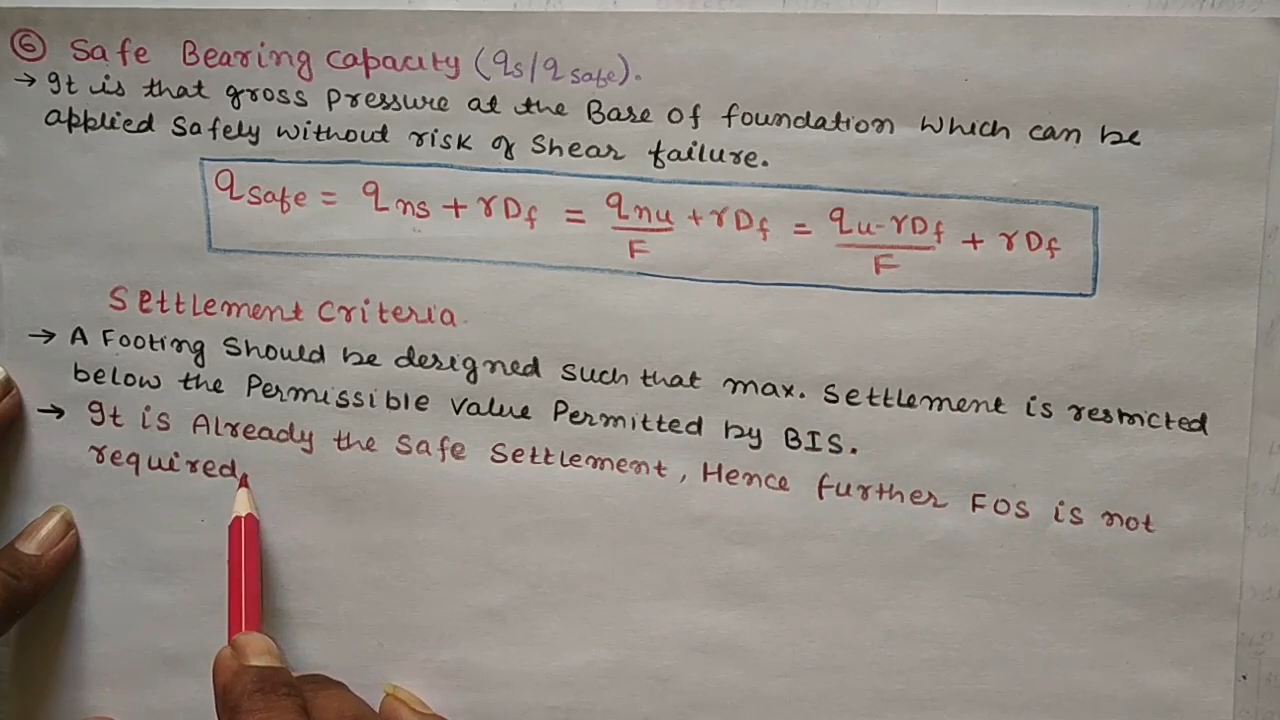 ⑥ Safe Bearing Capacity (qs/q safe).
→ It is that gross pressure at the Base of foundation which can be
applied Safely without risk of Shear failure.
q safe = q ns + γDf = q nu / F + γDf = qu - γDf / F + γDf
Settlement Criteria
→ A Footing Should be designed such that max. Settlement is restricted
below the Permissible value Permitted by BIS.
→ It is Already the Safe Settlement, Hence further FOS is not
required